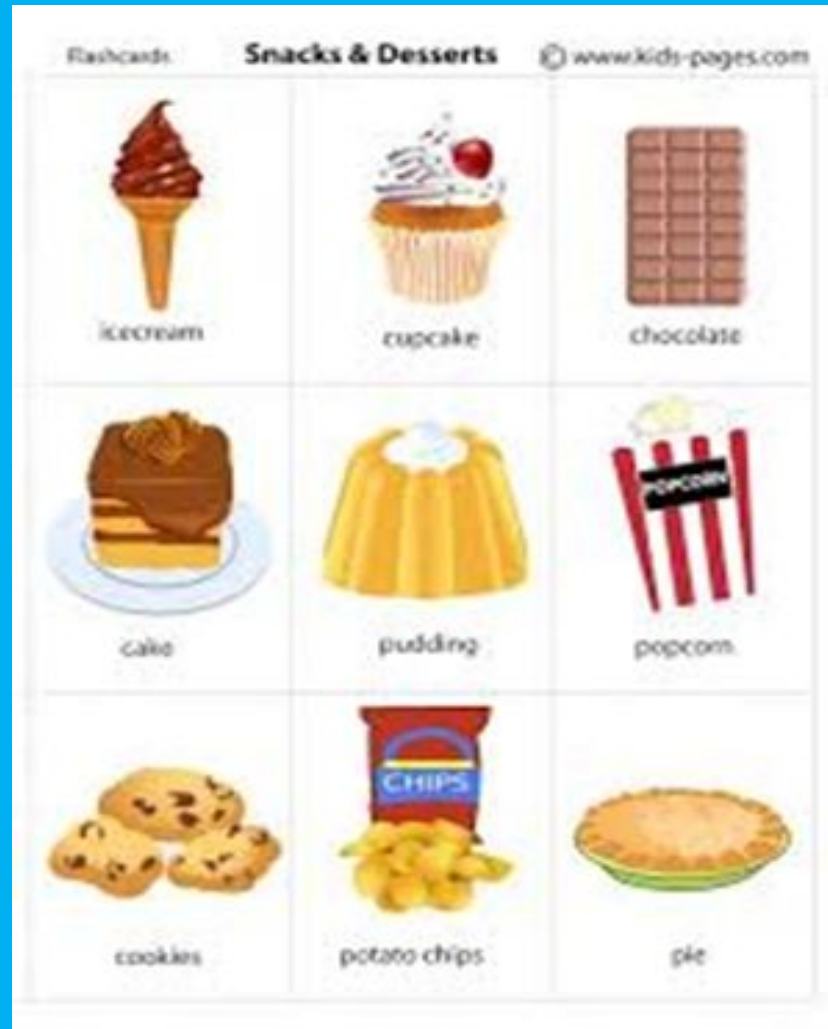 Flashcards Snacks & Desserts © www.kids-pages.com
icecream cupcake chocolate
POPCORN
cake pudding popcorn
CHIPS
cookies potato chips pie